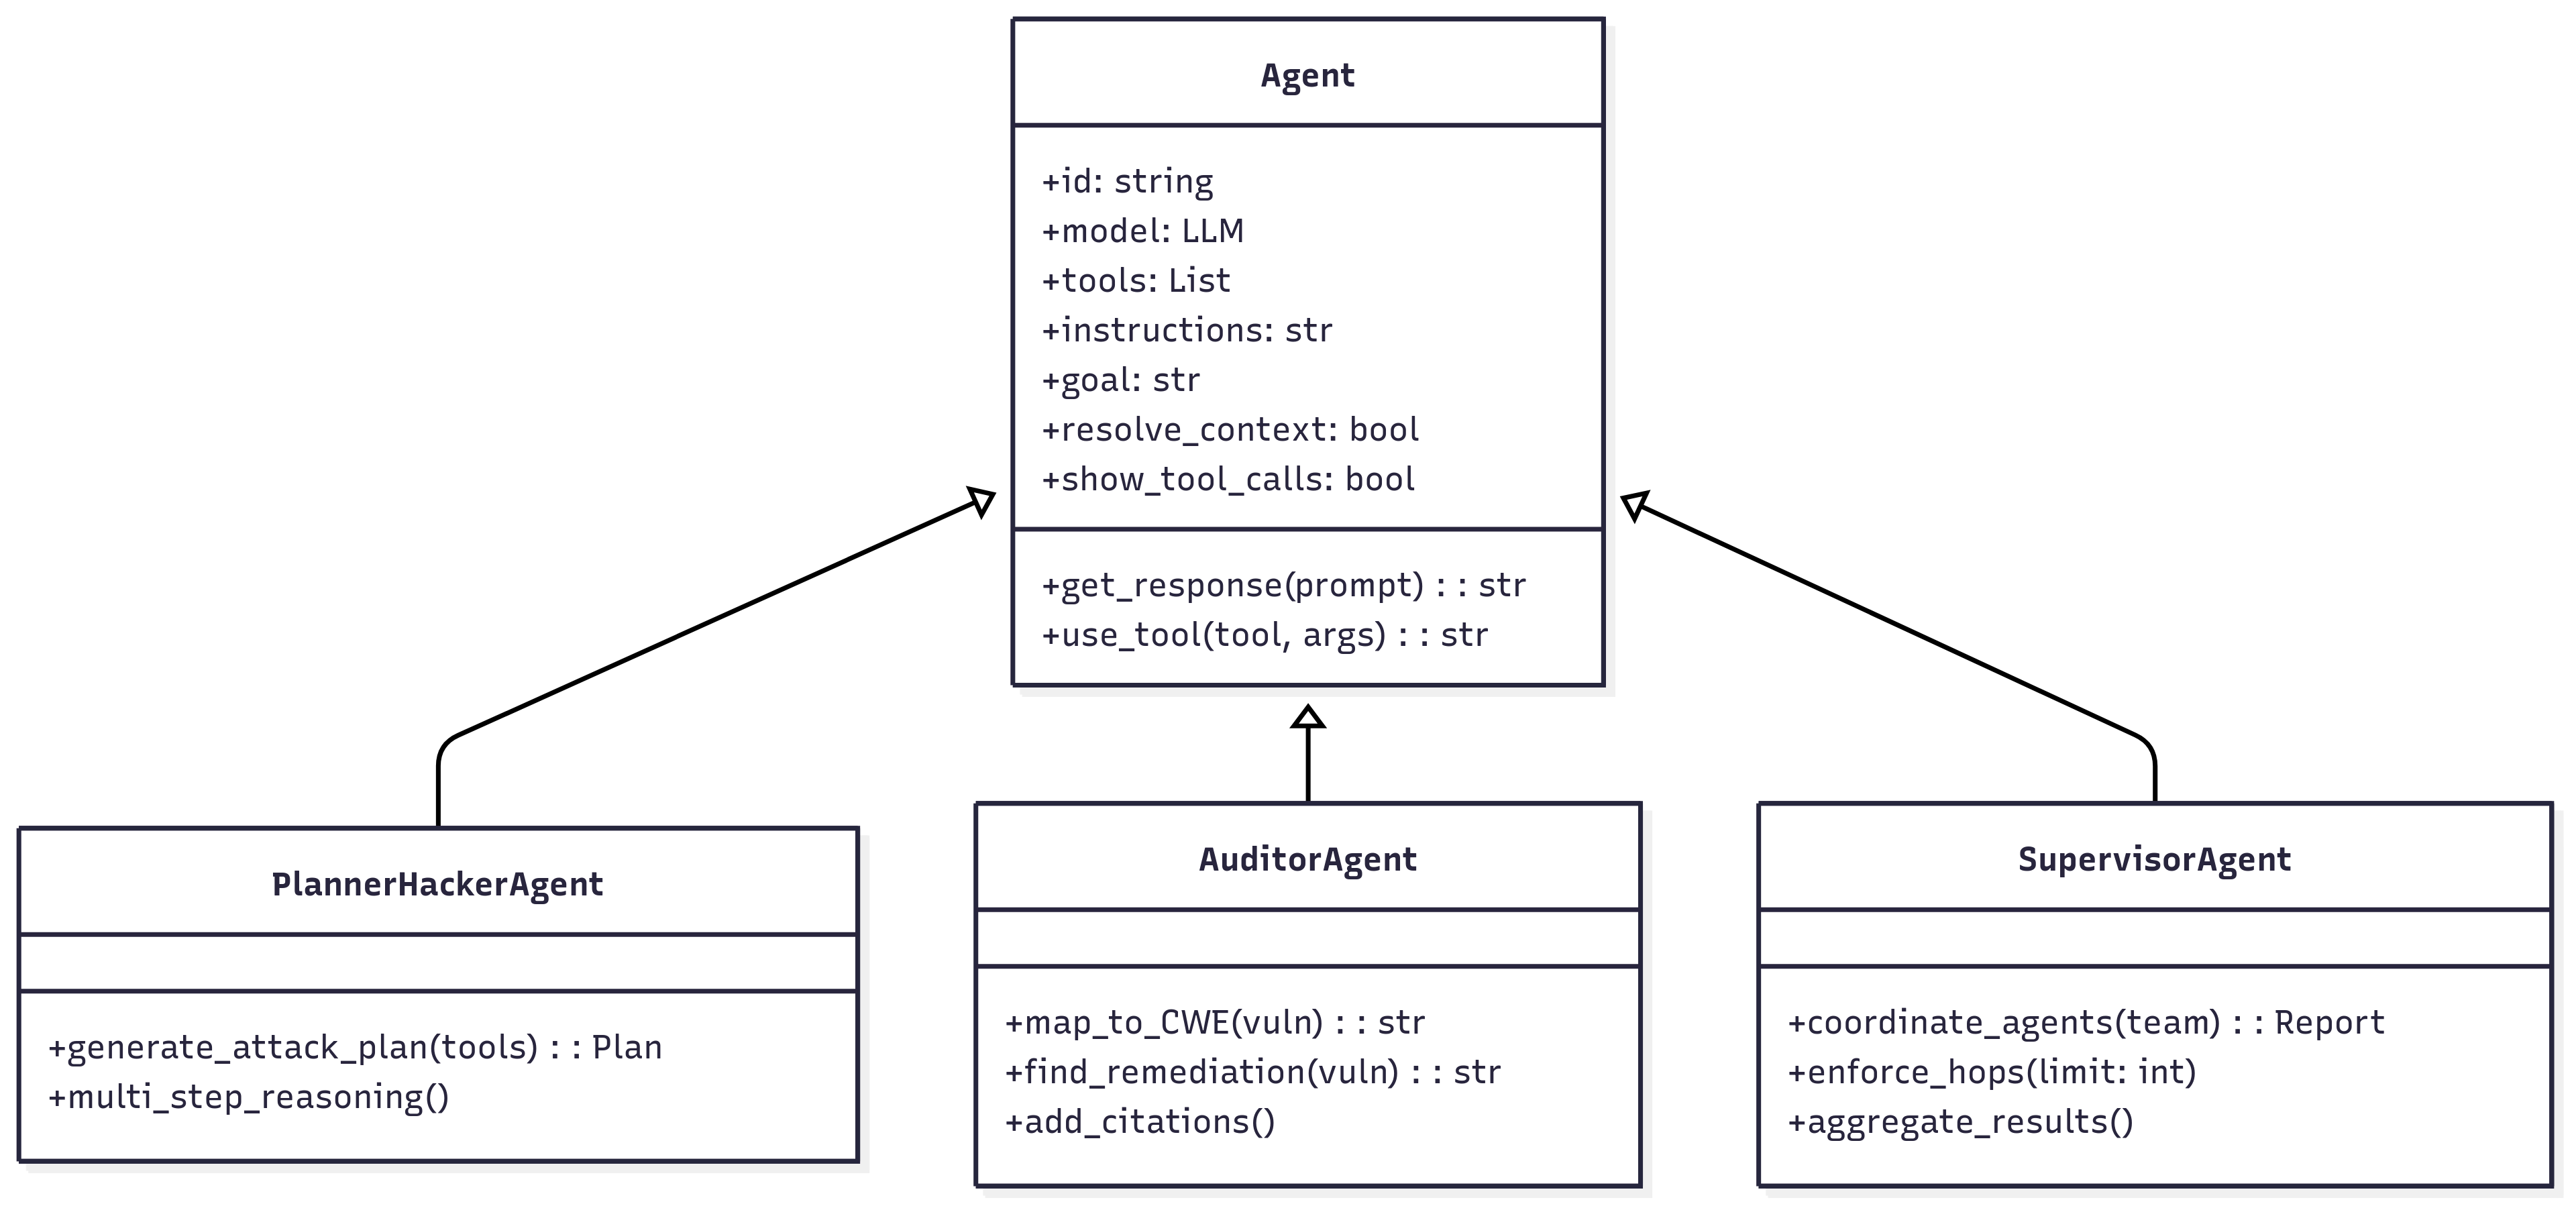 Agent
+id: string
+model: LLM
+tools: List
+instructions: str
+goal: str
+resolve_context: bool
+show_tool_calls: bool
+get_response(prompt) : : str
+use_tool(tool, args) : : str
PlannerHackerAgent
+generate_attack_plan(tools) : : Plan
+multi_step_reasoning()
AuditorAgent
+map_to_CWE(vuln) : : str
+find_remediation(vuln) : : str
+add_citations()
SupervisorAgent
+coordinate_agents(team) : : Report
+enforce_hops(limit: int)
+aggregate_results()